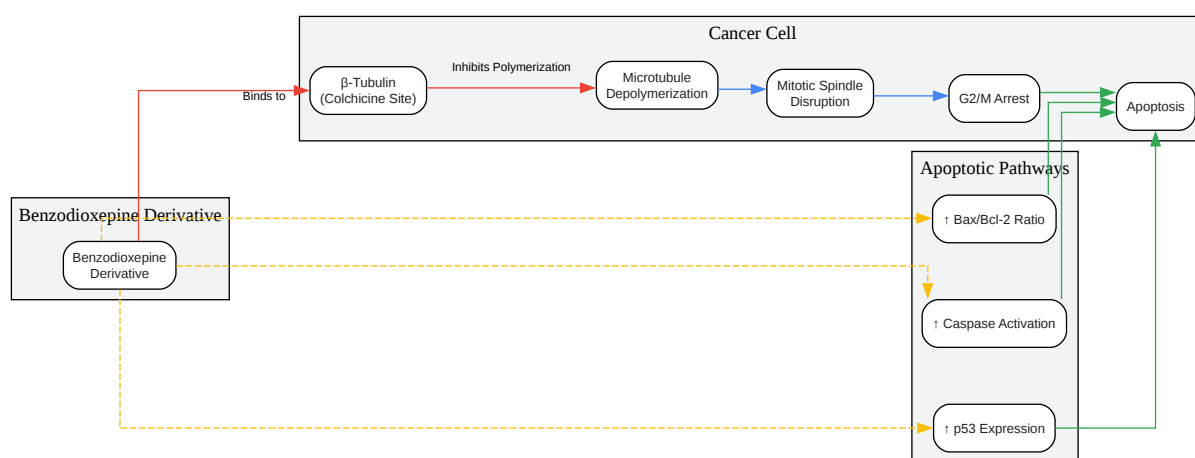 Cancer Cell
β-Tubulin
(Colchicine Site)
Binds to
Inhibits Polymerization
Microtubule
Depolymerization
Mitotic Spindle
Disruption
G2/M Arrest
Apoptosis
Apoptotic Pathways
↑ Bax/Bcl-2 Ratio
↑ Caspase Activation
↑ p53 Expression
Benzodioxepine Derivative
Benzodioxepine
Derivative